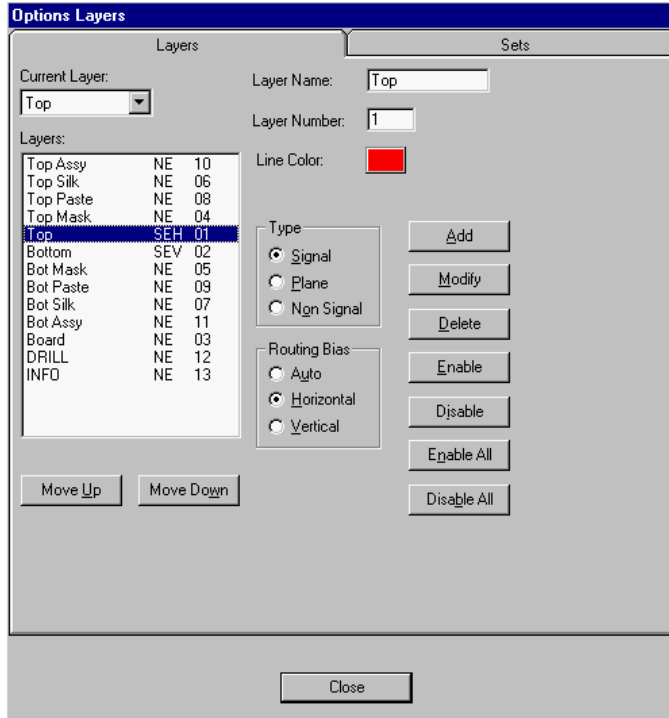 Options Layers
Layers
Sets
Current Layer:
Top
Layers:
Top Assy NE 10
Top Silk NE 06
Top Paste NE 08
Top Mask NE 04
Top SEH 01
Bottom SEV 02
Bot Mask NE 05
Bot Paste NE 09
Bot Silk NE 07
Bot Assy NE 11
Board NE 03
DRILL NE 12
INFO NE 13
Move Up
Move Down
Layer Name: Top
Layer Number: 1
Line Color:
Type
Signal
Plane
Non Signal
Routing Bias
Auto
Horizontal
Vertical
Add
Modify
Delete
Enable
Disable
Enable All
Disable All
Close